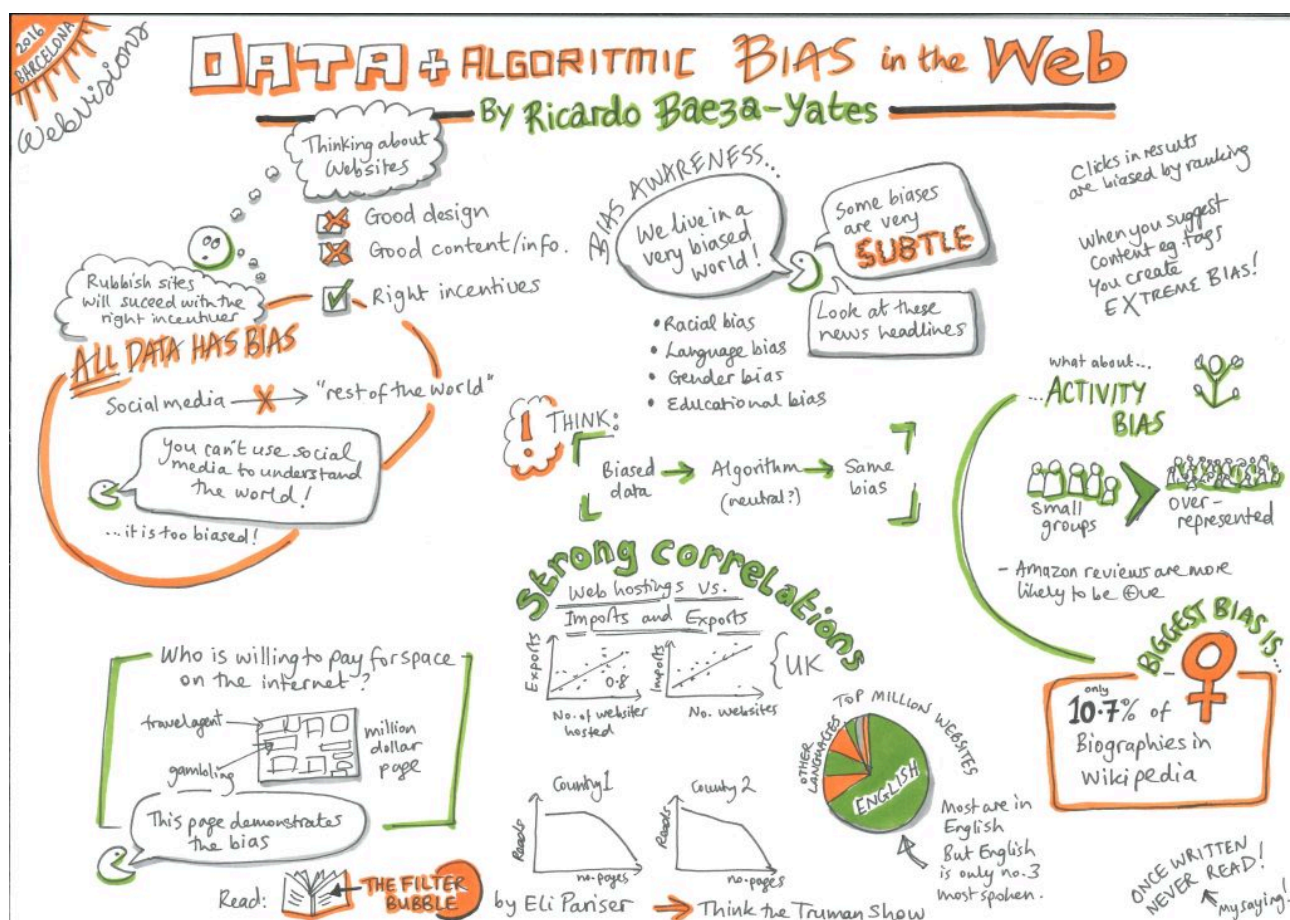 2016
BARCELONA
WebVisions
DATA + ALGORITMIC BIAS in the Web
By Ricardo Baeza-Yates
Thinking about
Websites
Good design
Good content/info.
Right incentives
Rubbish sites
will succeed with the
right incentives
ALL DATA HAS BIAS
Social media → "rest of the world"
You can't use social
media to understand
the world!
...it is too biased!
BIAS AWARENESS...
We live in a
very biased
world!
Some biases
are very
SUBTLE
Look at these
news headlines
• Racial bias
• Language bias
• Gender bias
• Educational bias
! THINK:
Biased
data
→
Algorithm
(neutral?)
→
Same
bias
Clicks in results
are biased by ranking
When you suggest
content eg. tags
You create
EXTREME BIAS!
what about...
...ACTIVITY
BIAS
small
groups
over-
represented
- Amazon reviews are more
likely to be ⊕ve
BIGGEST BIAS IS...
only
10.7% of
Biographies in
Wikipedia
Strong correlations
Web hostings vs.
Imports and Exports
Exports
0.8
No. of websites
hosted
Imports
No. websites
UK
Who is willing to pay for space
on the internet?
travel agent
gambling
million
dollar
page
This page demonstrates
the bias
Country 1
Reads
no. pages
Country 2
Reads
no. pages
TOP MILLION WEBSITES
OTHER
LANGUAGES
ENGLISH
Most are in
English
But English
is only no. 3
most spoken.
Read:
THE FILTER
BUBBLE
by Eli Pariser → Think the Truman Show
ONCE WRITTEN
NEVER READ!
my saying!